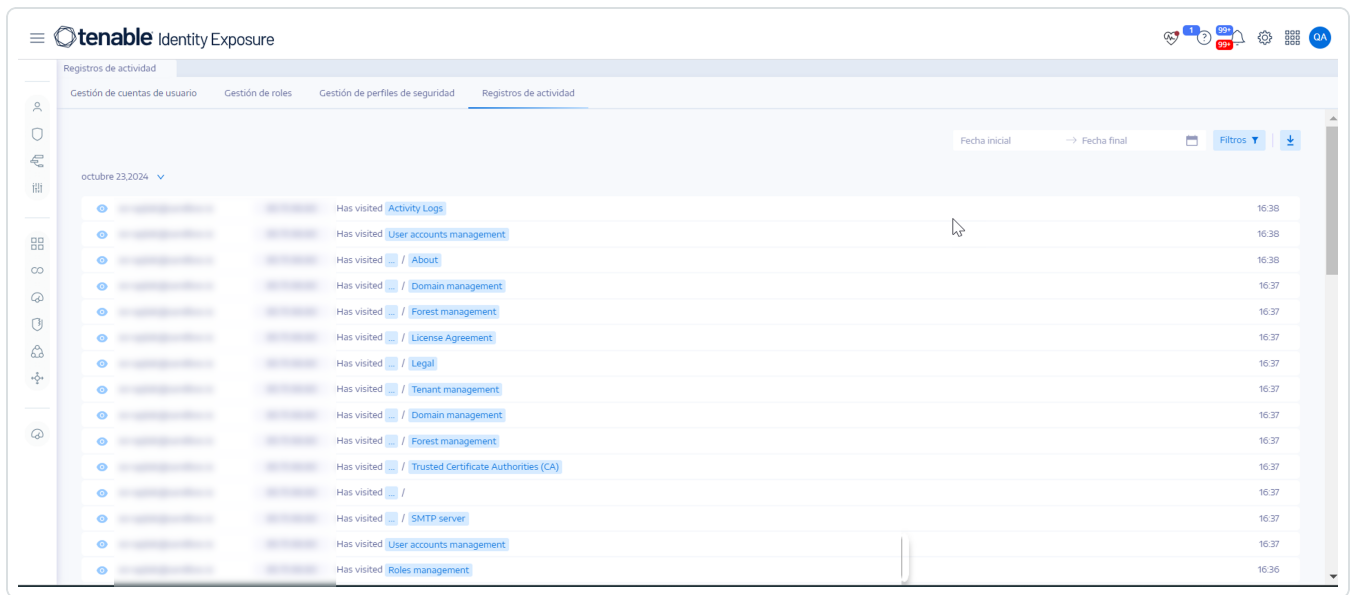 tenable Identity Exposure
1
99+
99+
QA
Registros de actividad
Gestión de cuentas de usuario Gestión de roles Gestión de perfiles de seguridad Registros de actividad
Fecha inicial → Fecha final Filtros
octubre 23,2024
Has visited Activity Logs 16:38
Has visited User accounts management 16:38
Has visited ... / About 16:38
Has visited ... / Domain management 16:37
Has visited ... / Forest management 16:37
Has visited ... / License Agreement 16:37
Has visited ... / Legal 16:37
Has visited ... / Tenant management 16:37
Has visited ... / Domain management 16:37
Has visited ... / Forest management 16:37
Has visited ... / Trusted Certificate Authorities (CA) 16:37
Has visited ... / 16:37
Has visited ... / SMTP server 16:37
Has visited User accounts management 16:37
Has visited Roles management 16:36